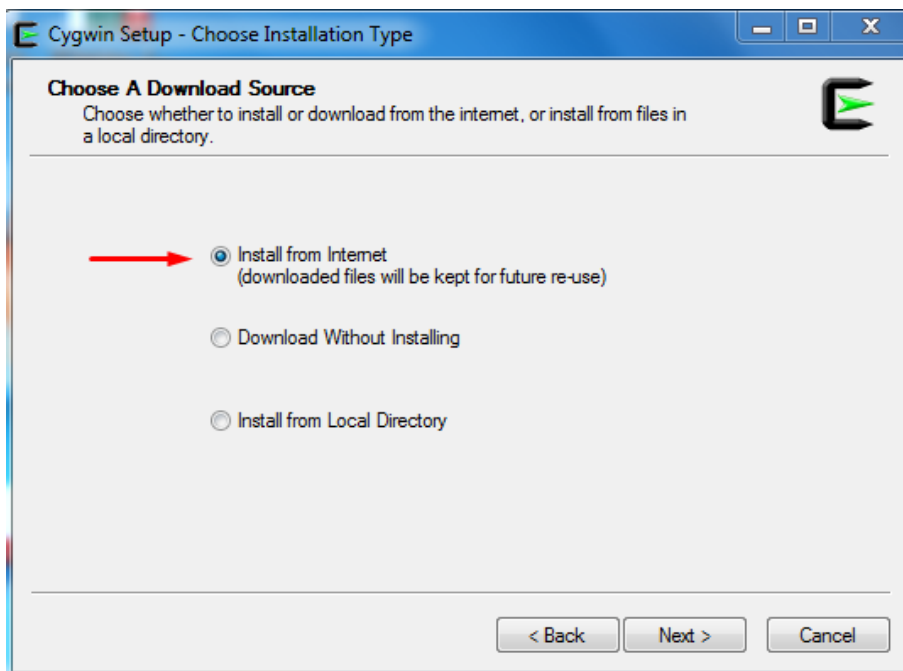 Cygwin Setup - Choose Installation Type
Choose A Download Source
Choose whether to install or download from the internet, or install from files in
a local directory.
Install from Internet
(downloaded files will be kept for future re-use)
Download Without Installing
Install from Local Directory
< Back Next > Cancel